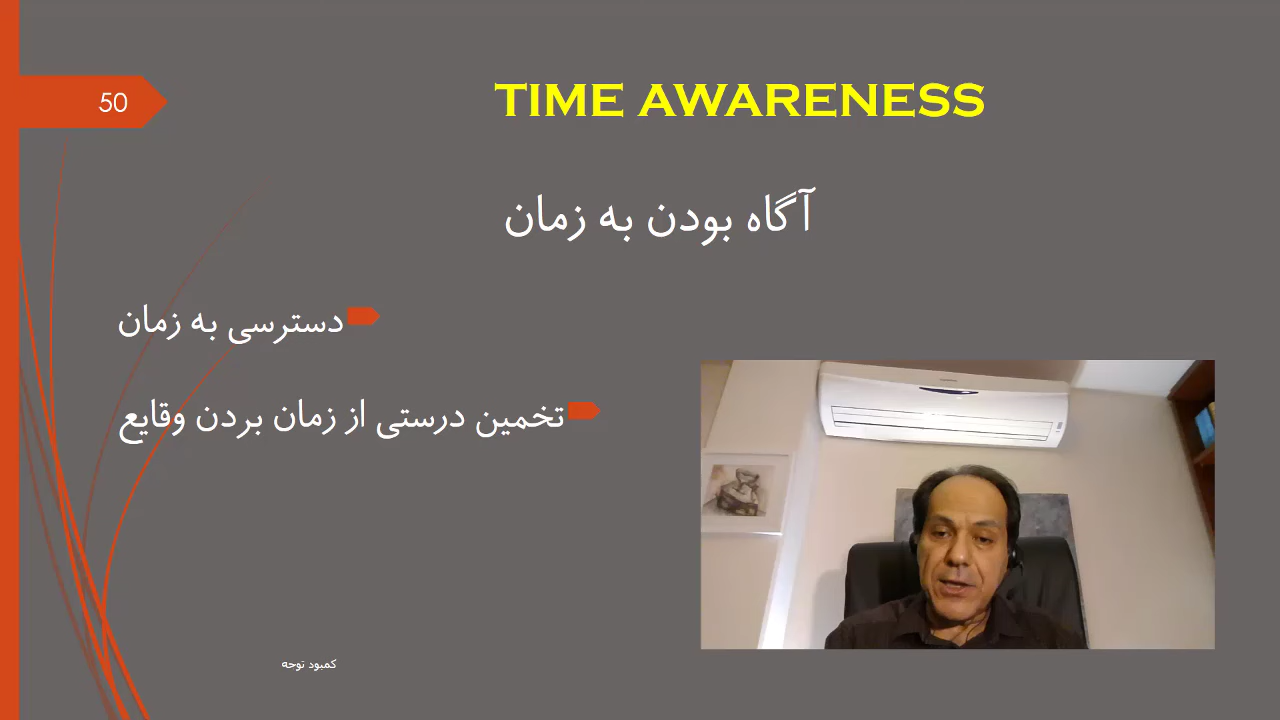 50
TIME AWARENESS
آگاه بودن به زمان
دسترسی به زمان
تخمین درستی از زمان بردن وقایع
کمبود توجه